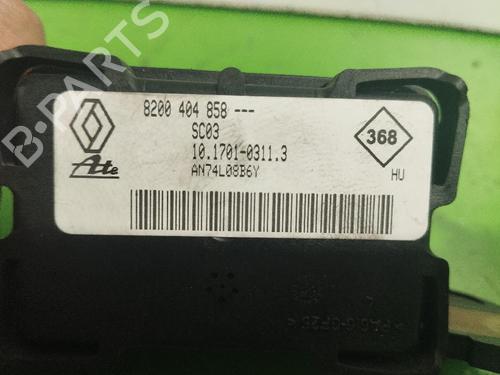 8200 404 858 ---
SC03
10.1701-0311.3
AN74L08B6Y
Ate
368
HU
B-PARTS